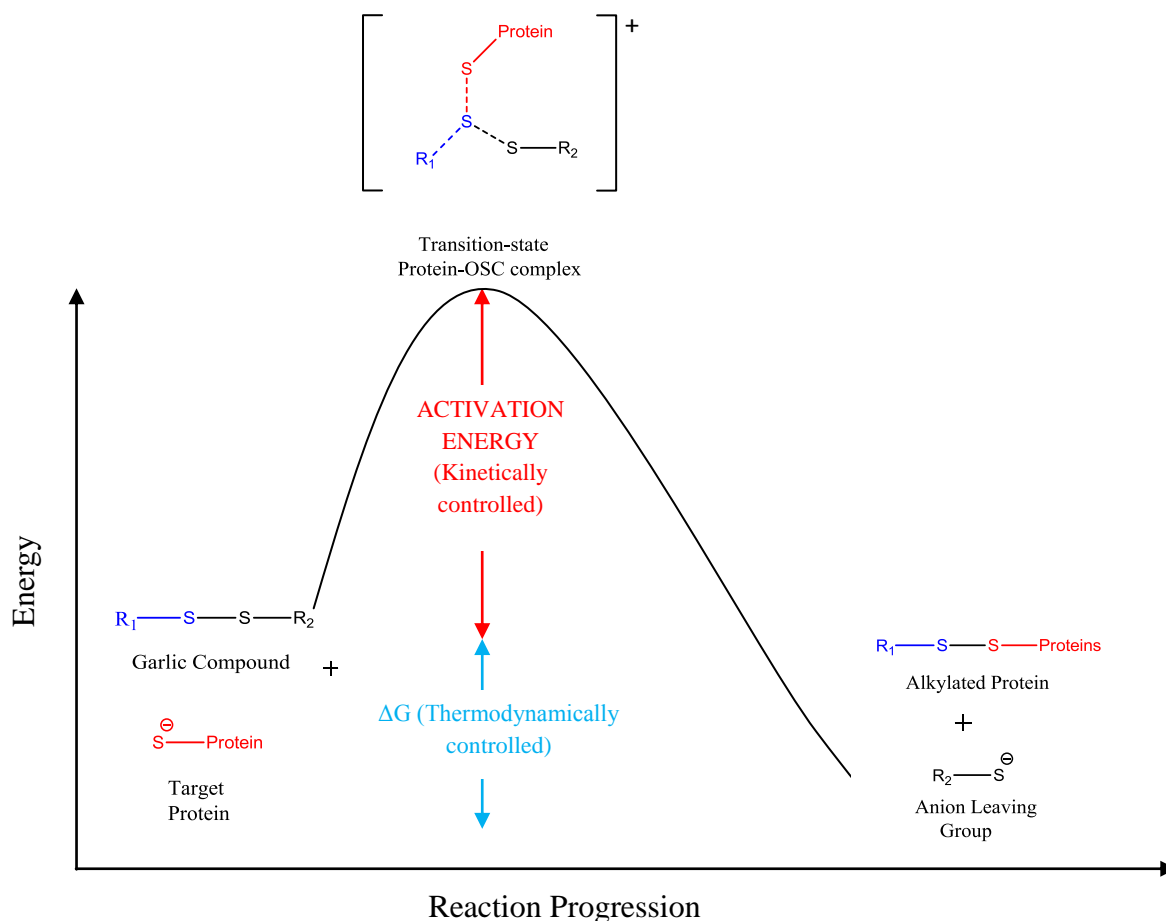 +
Protein
S
S
R1
S
R2
Transition-state
Protein-OSC complex
ACTIVATION
ENERGY
(Kinetically
controlled)
Energy
R1 S S R2
Garlic Compound
+
ΔG (Thermodynamically
controlled)
⊖
S Protein
Target
Protein
R1 S S Proteins
Alkylated Protein
+
⊖
R2 S
Anion Leaving
Group
Reaction Progression